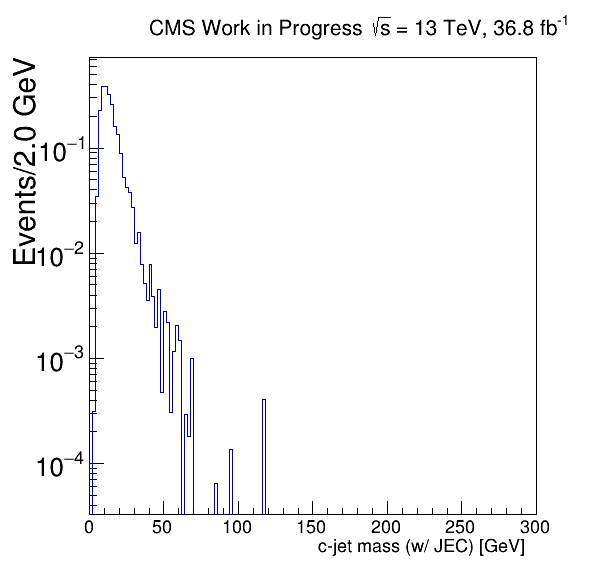 CMS Work in Progress √s = 13 TeV, 36.8 fb⁻¹
Events/2.0 GeV
10⁻¹
10⁻²
10⁻³
10⁻⁴
0 50 100 150 200 250 300
c-jet mass (w/ JEC) [GeV]